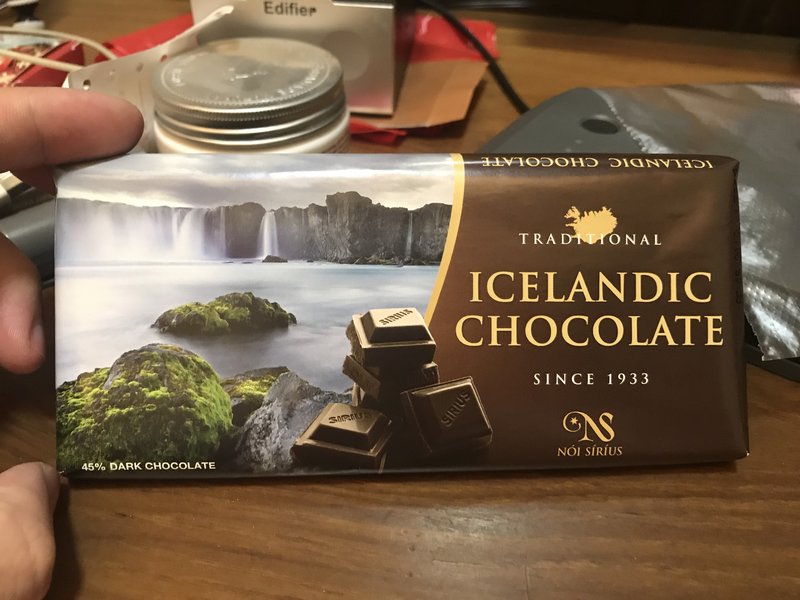 Edifier
ICELANDIC CHOCOLATE
TRADITIONAL
ICELANDIC
CHOCOLATE
SINCE 1933
NS
NÓI SÍRÍUS
SIRIUS
SIRIUS
SIRIUS
45% DARK CHOCOLATE